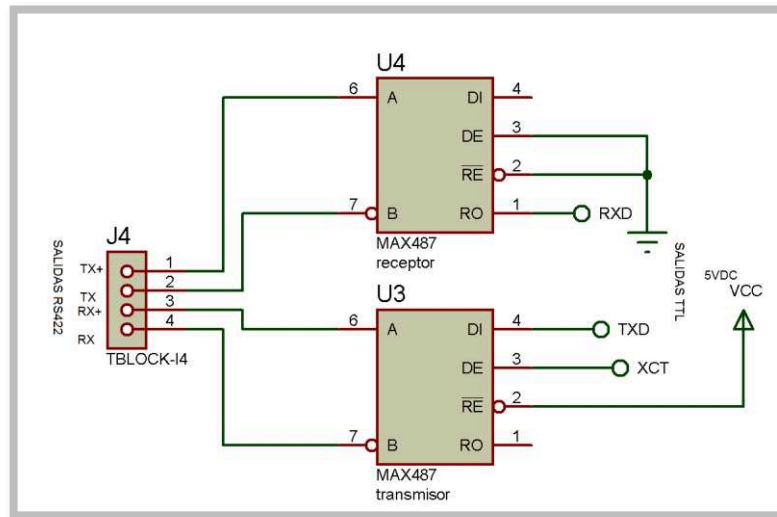 U4
6 A DI 4
DE 3
RE 2
7 B RO 1
RXD
MAX487
receptor
J4
SALIDAS RS422
TX+ 1
TX 2
RX+ 3
RX 4
TBLOCK-I4
SALIDAS TTL
5VDC
VCC
U3
6 A DI 4
TXD
DE 3
XCT
RE 2
7 B RO 1
MAX487
transmisor